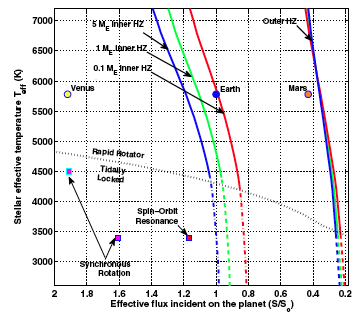 5 M_E Inner HZ
Outer HZ
1 M_E Inner HZ
0.1 M_E Inner HZ
Venus
Earth
Mars
Rapid Rotator
Tidally
Locked
Spin-Orbit
Resonance
Synchronous
Rotation
Stellar effective temperature T_eff (K)
7000
6500
6000
5500
5000
4500
4000
3500
3000
2 1.8 1.6 1.4 1.2 1 0.8 0.6 0.4 0.2
Effective flux incident on the planet (S/S_o)